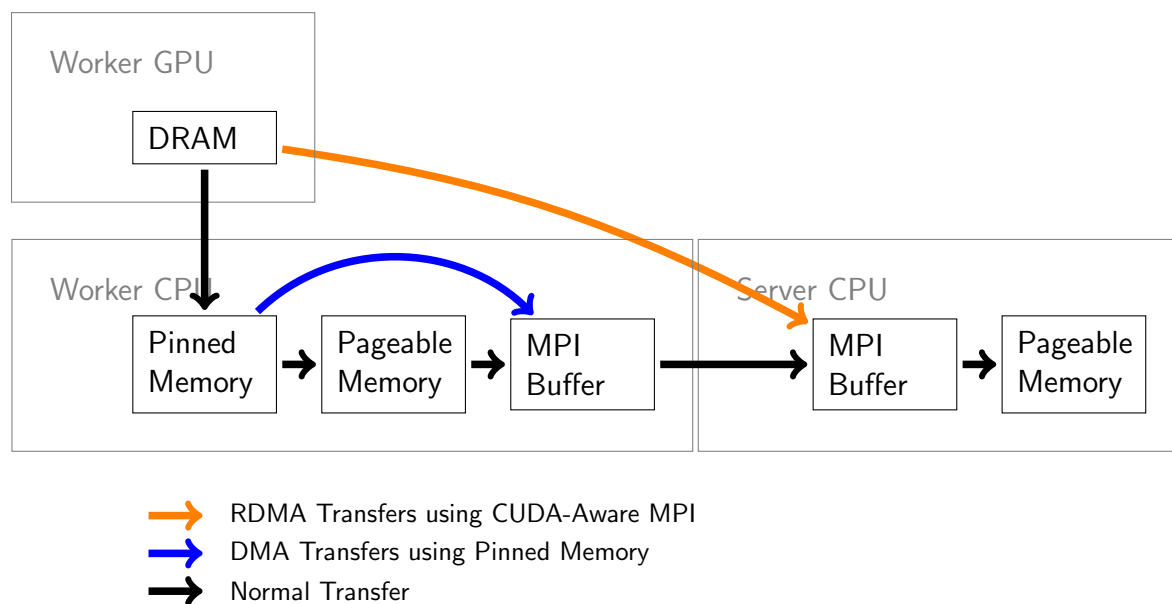 Worker GPU
DRAM
Worker CPU
Server CPU
Pinned
Memory
Pageable
Memory
MPI
Buffer
MPI
Buffer
Pageable
Memory
RDMA Transfers using CUDA-Aware MPI
DMA Transfers using Pinned Memory
Normal Transfer